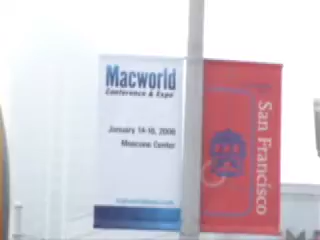 Macworld
Conference & Expo
January 14-18, 2008
Moscone Center
San Francisco